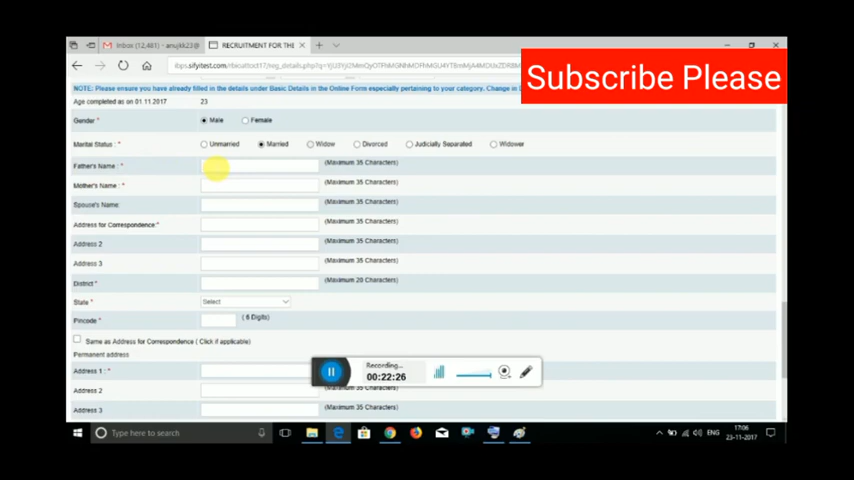 Inbox (12,481) - anujkk23@
RECRUITMENT FOR THE
Subscribe Please
NOTE: Please ensure you have already filled in the details under Basic Details in the Online Form especially pertaining to your category. Change in
Age completed as on 01.11.2017 23
Gender * Male Female
Marital Status: * Unmarried Married Widow Divorced Judicially Separated Widower
Father's Name : * (Maximum 35 Characters)
Mother's Name : * (Maximum 35 Characters)
Spouse's Name: (Maximum 35 Characters)
Address for Correspondence:* (Maximum 35 Characters)
Address 2 (Maximum 35 Characters)
Address 3 (Maximum 35 Characters)
District * (Maximum 20 Characters)
State * Select
Pincode * ( 6 Digits)
Same as Address for Correspondence ( Click if applicable)
Permanent address
Recording...
Address 1 : *
00:22:26
Address 2 (Maximum 35 Characters)
Address 3 (Maximum 35 Characters)
Type here to search
ENG
17:06
23-11-2017